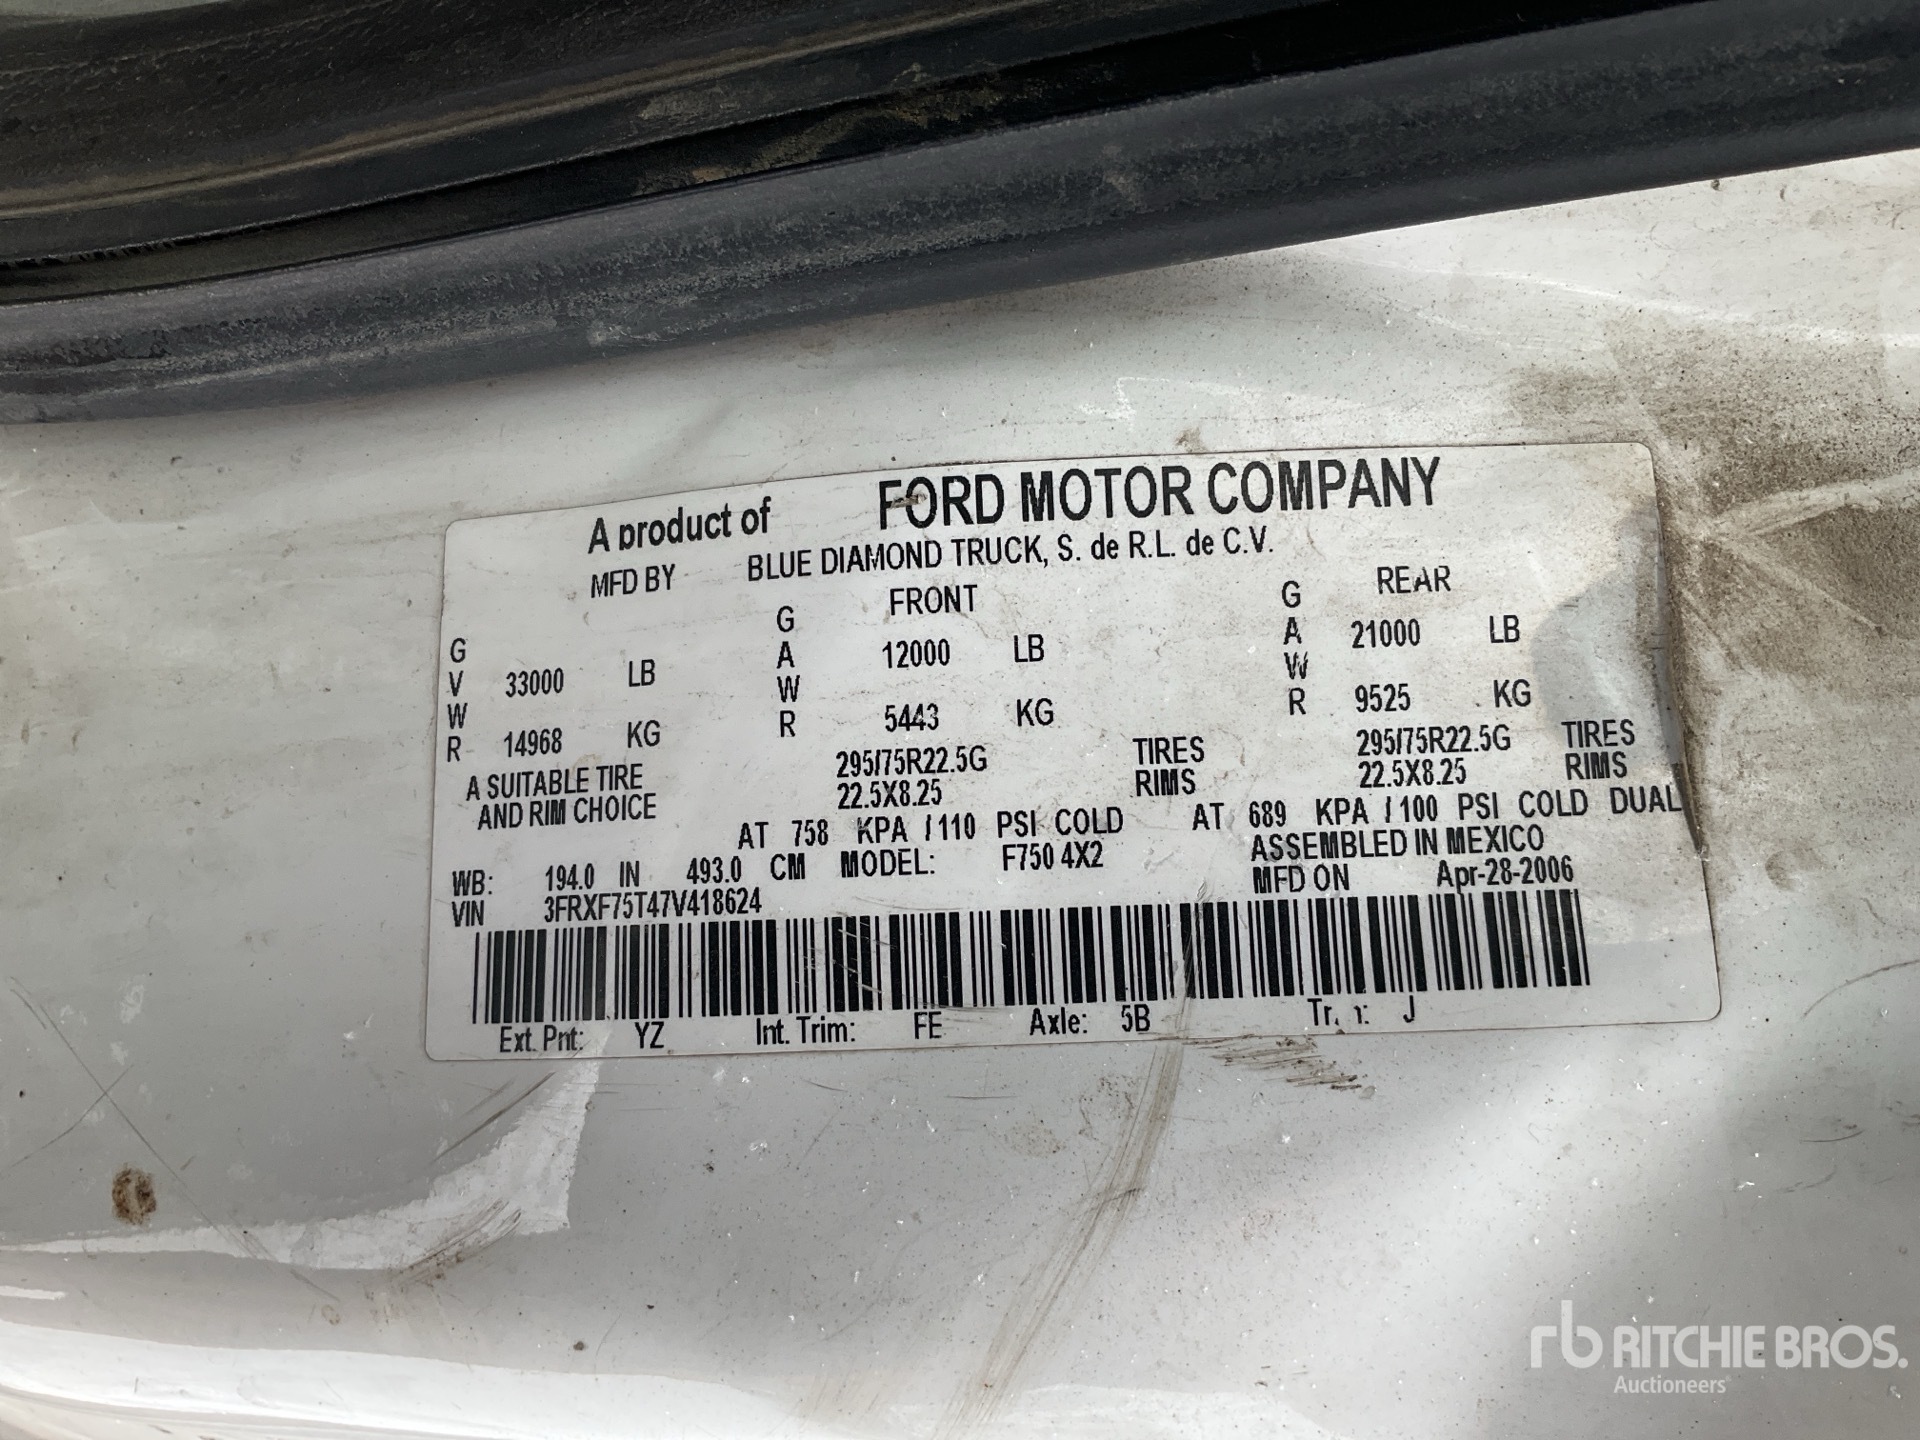 A product of FORD MOTOR COMPANY
MFD BY BLUE DIAMOND TRUCK, S. de R.L. de C.V.
GVWR 33000 LB
14968 KG
GAWR FRONT 12000 LB
5443 KG
GAWR REAR 21000 LB
9525 KG
A SUITABLE TIRE 295/75R22.5G TIRES 295/75R22.5G TIRES
AND RIM CHOICE 22.5X8.25 RIMS 22.5X8.25 RIMS
AT 758 KPA / 110 PSI COLD AT 689 KPA / 100 PSI COLD DUAL
WB: 194.0 IN 493.0 CM MODEL: F750 4X2 ASSEMBLED IN MEXICO
VIN 3FRXF75T47V418624 MFD ON Apr-28-2006
Ext. Pnt: YZ Int. Trim: FE Axle: 5B J
rb RITCHIE BROS.
Auctioneers